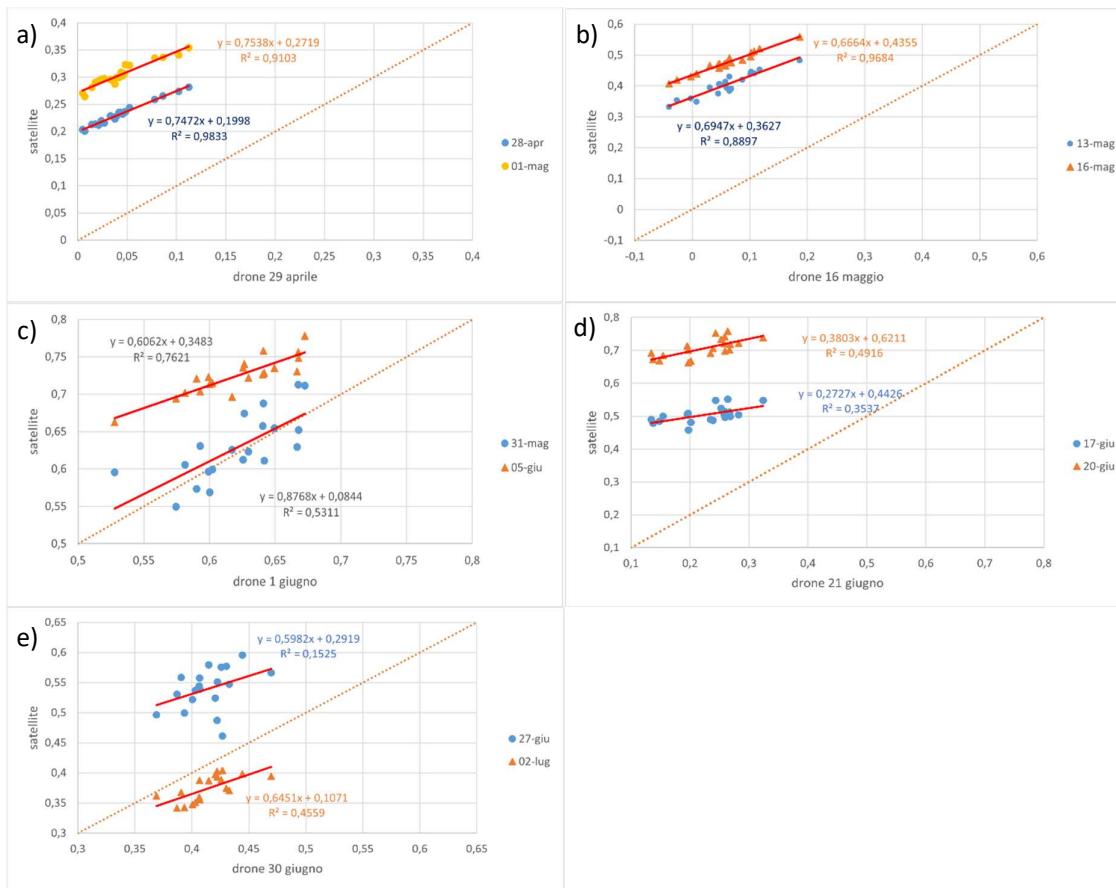 a)
0,4
0,35
0,3
0,25
0,2
0,15
0,1
0,05
0
satellite
y = 0,7538x + 0,2719
R² = 0,9103
y = 0,7472x + 0,1998
R² = 0,9833
28-apr
01-mag
0 0,05 0,1 0,15 0,2 0,25 0,3 0,35 0,4
drone 29 aprile
b)
0,6
0,5
0,4
0,3
0,2
0,1
0
-0,1
satellite
y = 0,6664x + 0,4355
R² = 0,9684
y = 0,6947x + 0,3627
R² = 0,8897
13-mag
16-mag
-0,1 0 0,1 0,2 0,3 0,4 0,5 0,6
drone 16 maggio
c)
0,8
0,75
0,7
0,65
0,6
0,55
0,5
satellite
y = 0,6062x + 0,3483
R² = 0,7621
y = 0,8768x + 0,0844
R² = 0,5311
31-mag
05-giu
0,5 0,55 0,6 0,65 0,7 0,75 0,8
drone 1 giugno
d)
0,8
0,7
0,6
0,5
0,4
0,3
0,2
0,1
satellite
y = 0,3803x + 0,6211
R² = 0,4916
y = 0,2727x + 0,4426
R² = 0,3537
17-giu
20-giu
0,1 0,2 0,3 0,4 0,5 0,6 0,7 0,8
drone 21 giugno
e)
0,65
0,6
0,55
0,5
0,45
0,4
0,35
0,3
satellite
y = 0,5982x + 0,2919
R² = 0,1525
y = 0,6451x + 0,1071
R² = 0,4559
27-giu
02-lug
0,3 0,35 0,4 0,45 0,5 0,55 0,6 0,65
drone 30 giugno